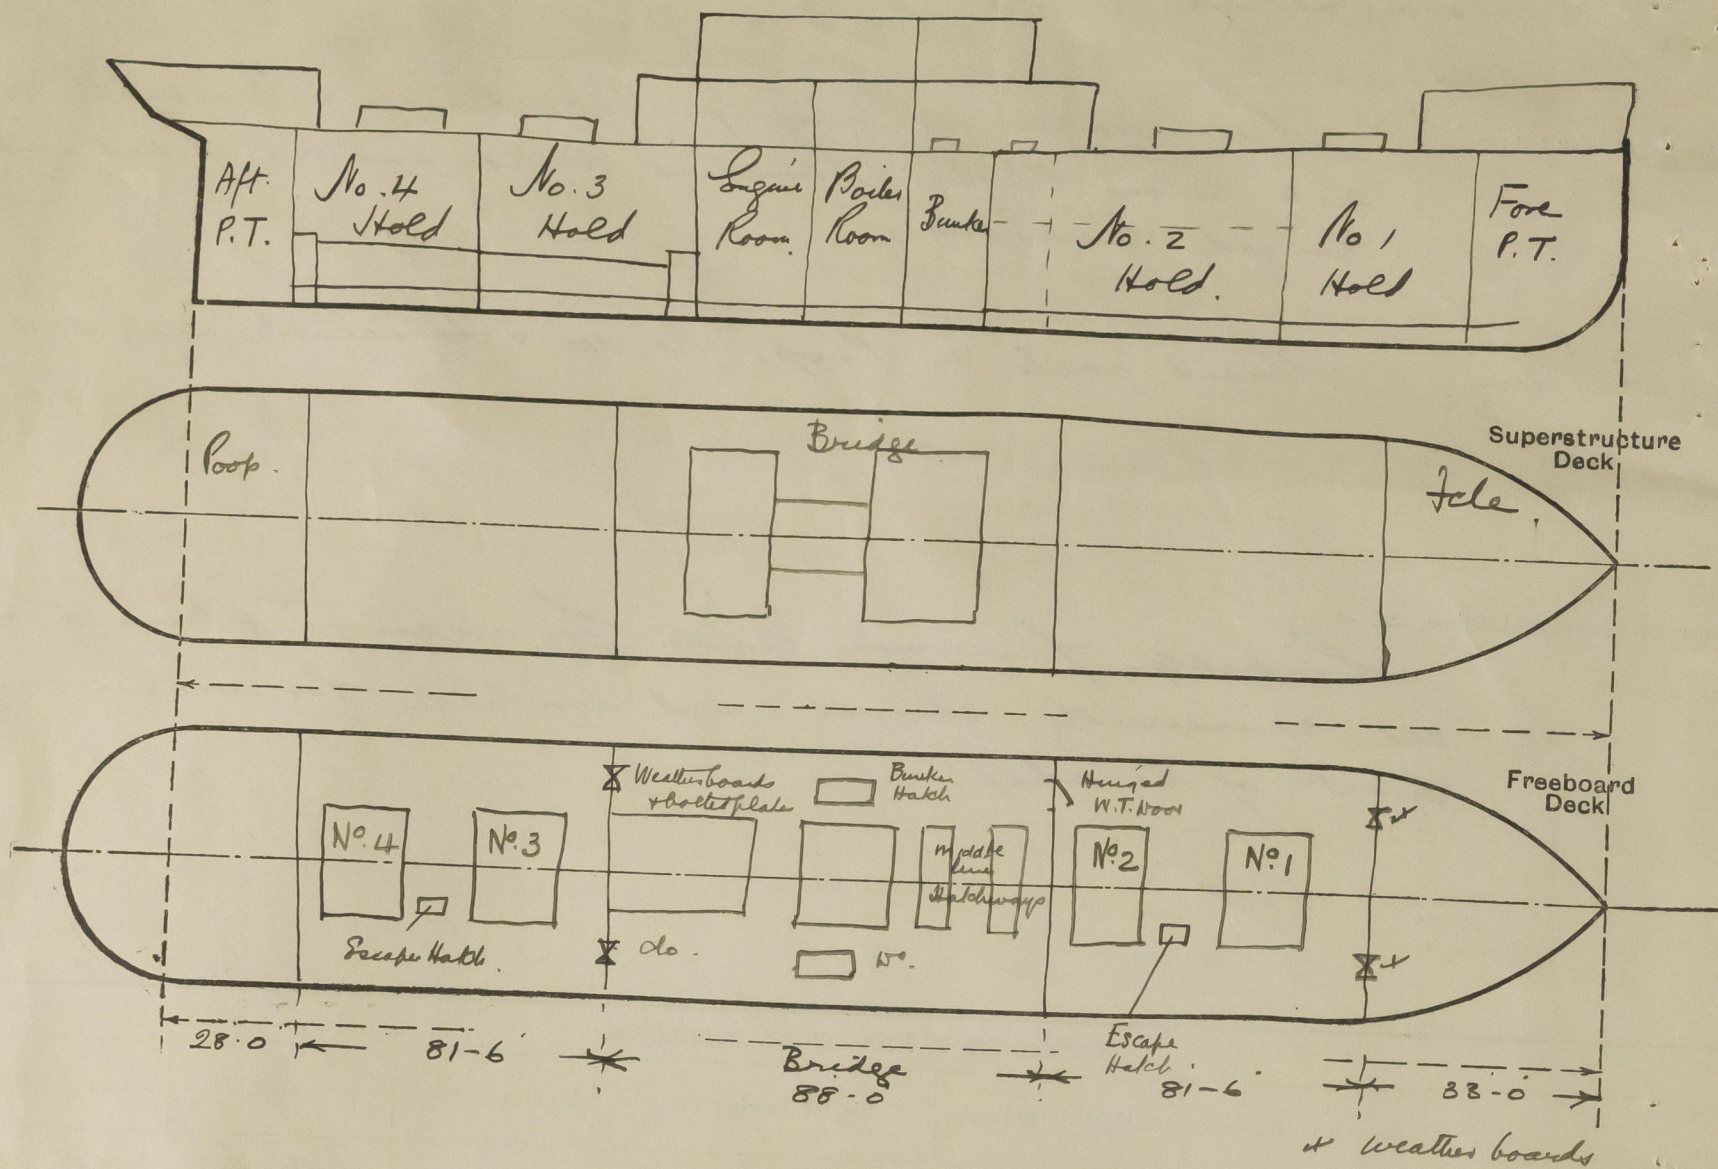 Aft.
P.T.
No. 4
Hold
No. 3
Hold
Engine
Room.
Boiler
Room
Bunker
No. 2
Hold.
No 1
Hold
Fore
P.T.
Poop.
Bridge
Superstructure
Deck
Fcle.
Weatherboards
+ bolted plates
Bunker
Hatch
Hinged
W.T. Door
Freeboard
Deck
No. 4
No. 3
middle
line
Hatchways
No. 2
No. 1
Escape Hatch.
do.
Do.
Escape
Hatch.
28.0
81-6
Bridge
88-0
81-6
33-0
x weather boards